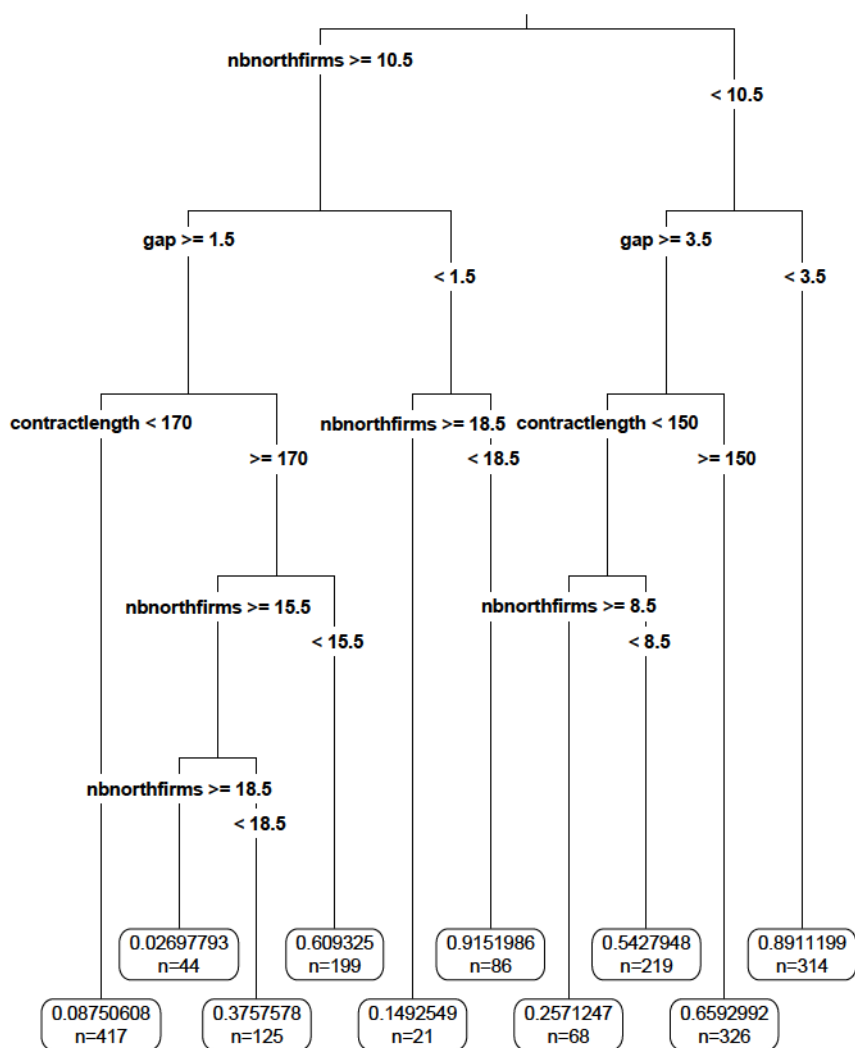 nbnorthfirms >= 10.5
< 10.5
gap >= 1.5
gap >= 3.5
< 1.5
< 3.5
contractlength < 170
nbnorthfirms >= 18.5
contractlength < 150
>= 170
< 18.5
>= 150
nbnorthfirms >= 15.5
nbnorthfirms >= 8.5
< 15.5
< 8.5
nbnorthfirms >= 18.5
< 18.5
0.02697793
n=44
0.609325
n=199
0.9151986
n=86
0.5427948
n=219
0.8911199
n=314
0.08750608
n=417
0.3757578
n=125
0.1492549
n=21
0.2571247
n=68
0.6592992
n=326